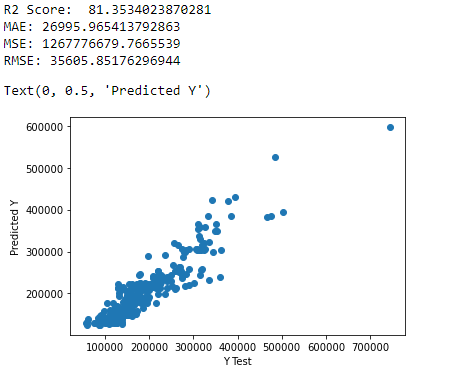 R2 Score:  81.3534023870281
MAE: 26995.965413792863
MSE: 1267776679.7665539
RMSE: 35605.85176296944
Text(0, 0.5, 'Predicted Y')
600000
500000
400000
300000
200000
Predicted Y
100000 200000 300000 400000 500000 600000 700000
Y Test